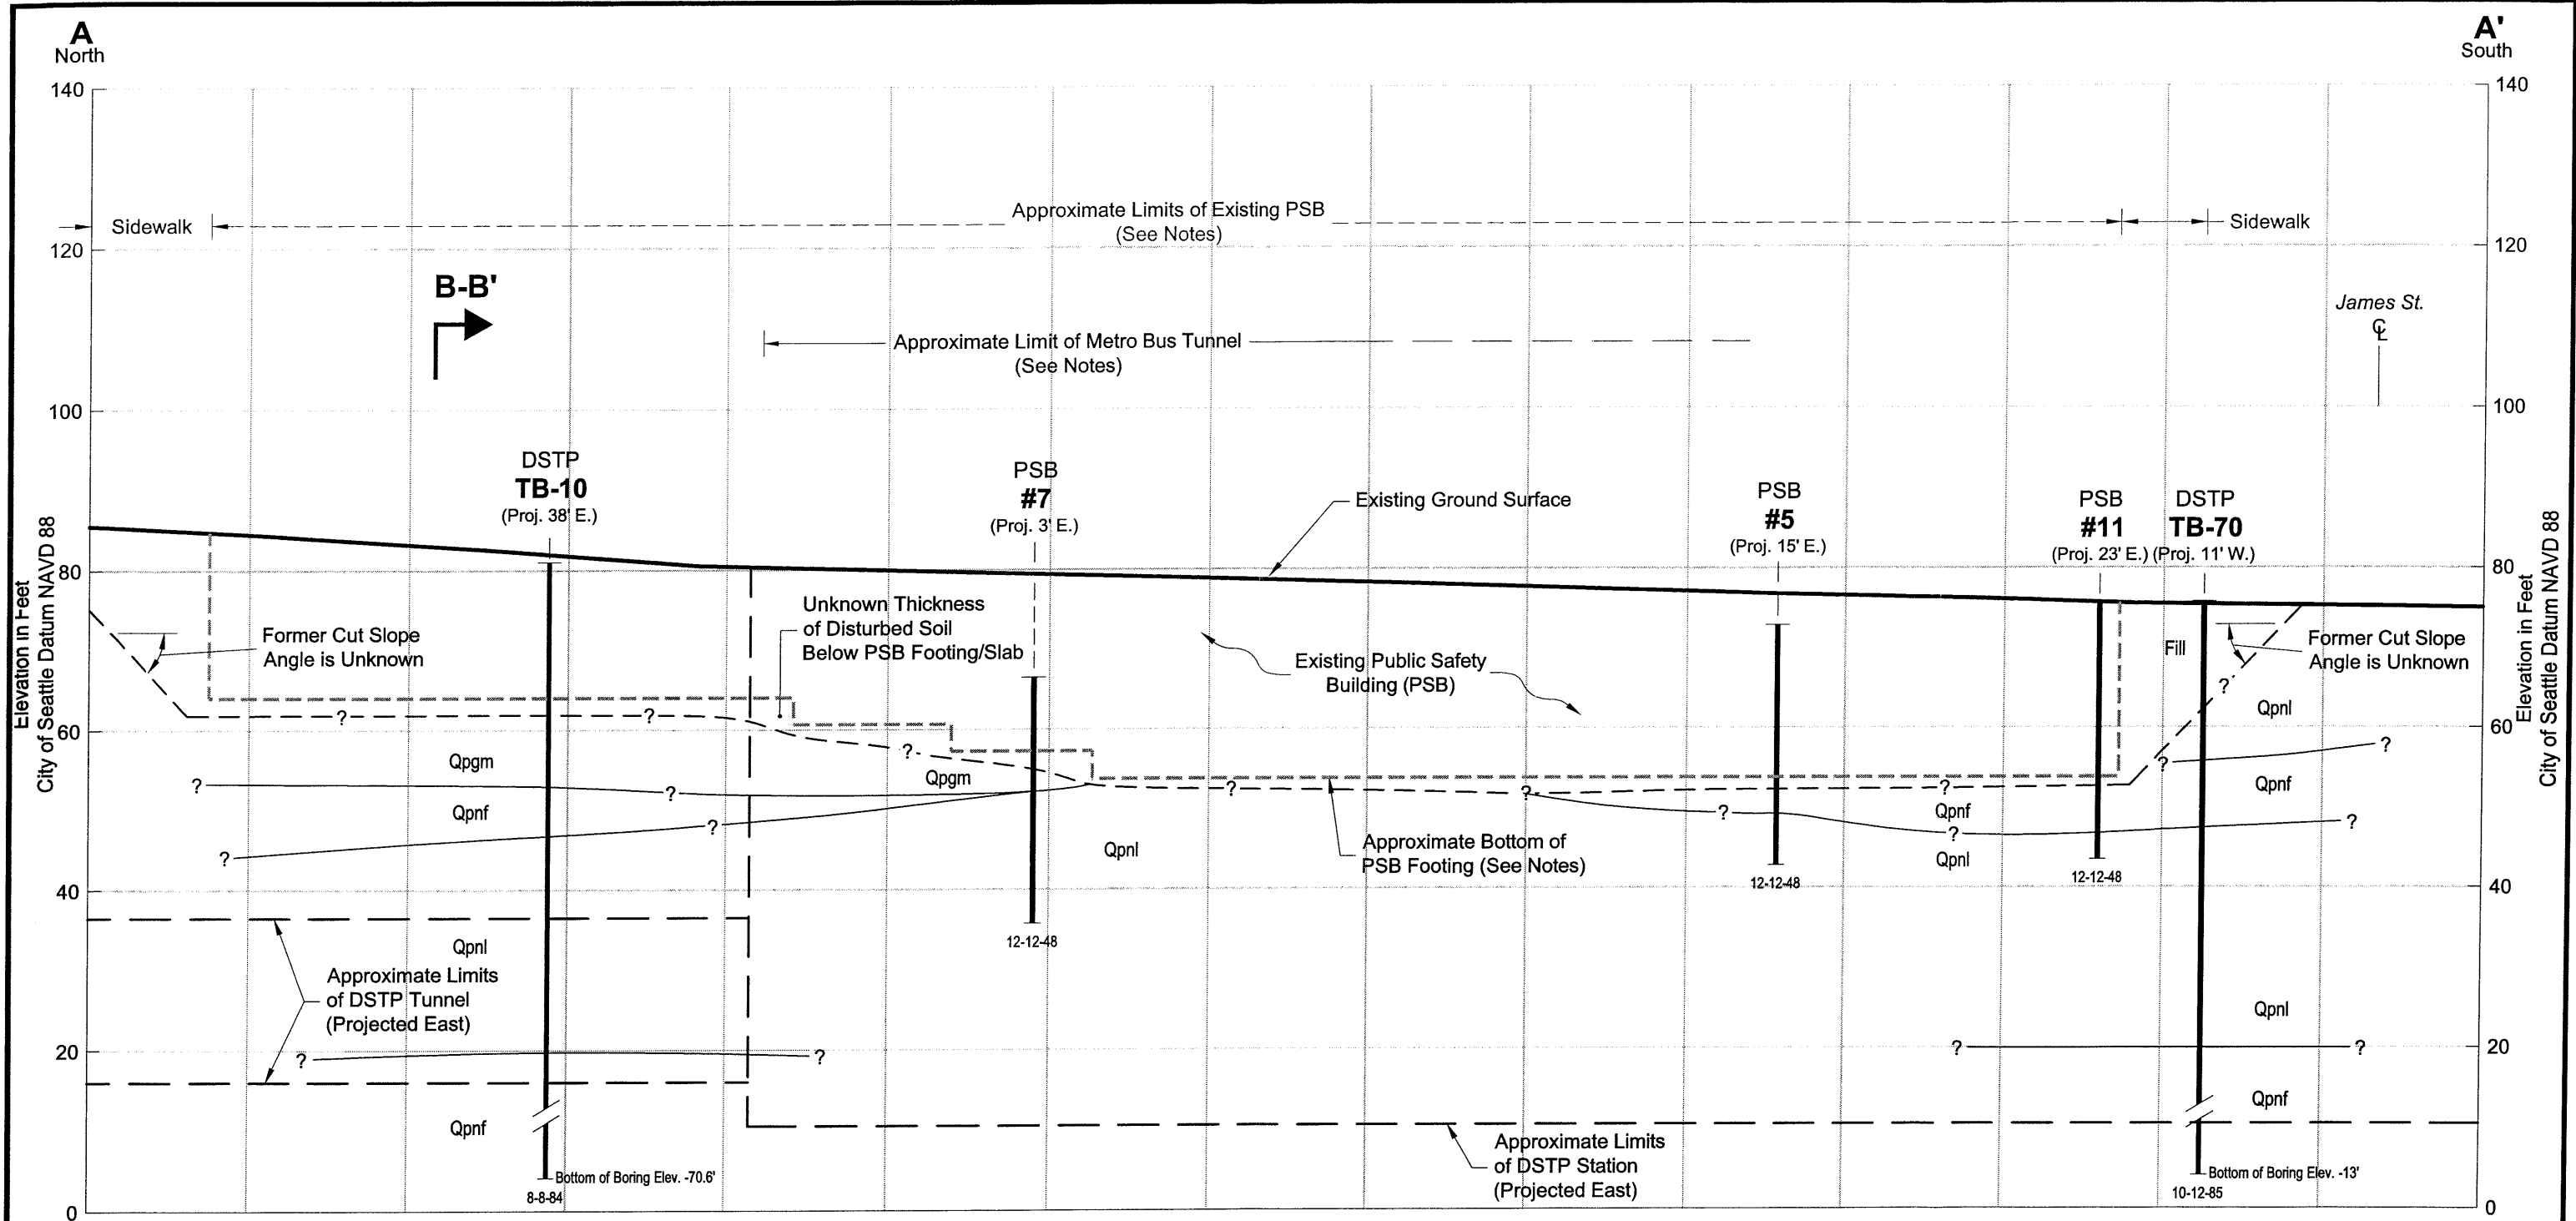 A
North
A'
South
140
140
Sidewalk
Approximate Limits of Existing PSB
(See Notes)
Sidewalk
120
120
B-B'
James St.
CL
Approximate Limit of Metro Bus Tunnel
(See Notes)
100
100
DSTP
TB-10
(Proj. 38' E.)
PSB
#7
(Proj. 3' E.)
Existing Ground Surface
PSB
#5
(Proj. 15' E.)
PSB
#11
(Proj. 23' E.)
DSTP
TB-70
(Proj. 11' W.)
80
80
Elevation in Feet
City of Seattle Datum NAVD 88
Elevation in Feet
City of Seattle Datum NAVD 88
Former Cut Slope
Angle is Unknown
Unknown Thickness
of Disturbed Soil
Below PSB Footing/Slab
Existing Public Safety
Building (PSB)
Fill
Former Cut Slope
Angle is Unknown
?
Qpnl
? ?
60
60
?
?
?
Qpgm
Qpgm
Qpnf
? ? ? ? ?
Qpnf
Qpnf
?
?
?
?
Qpnl
Approximate Bottom of
PSB Footing (See Notes)
Qpnl
?
12-12-48
12-12-48
40
40
Qpnl
12-12-48
Approximate Limits
of DSTP Tunnel
(Projected East)
Qpnl
20
20
? ?
? ?
Qpnf
Qpnf
Approximate Limits
of DSTP Station
(Projected East)
Bottom of Boring Elev. -70.6'
8-8-84
Bottom of Boring Elev. -13'
10-12-85
0
0